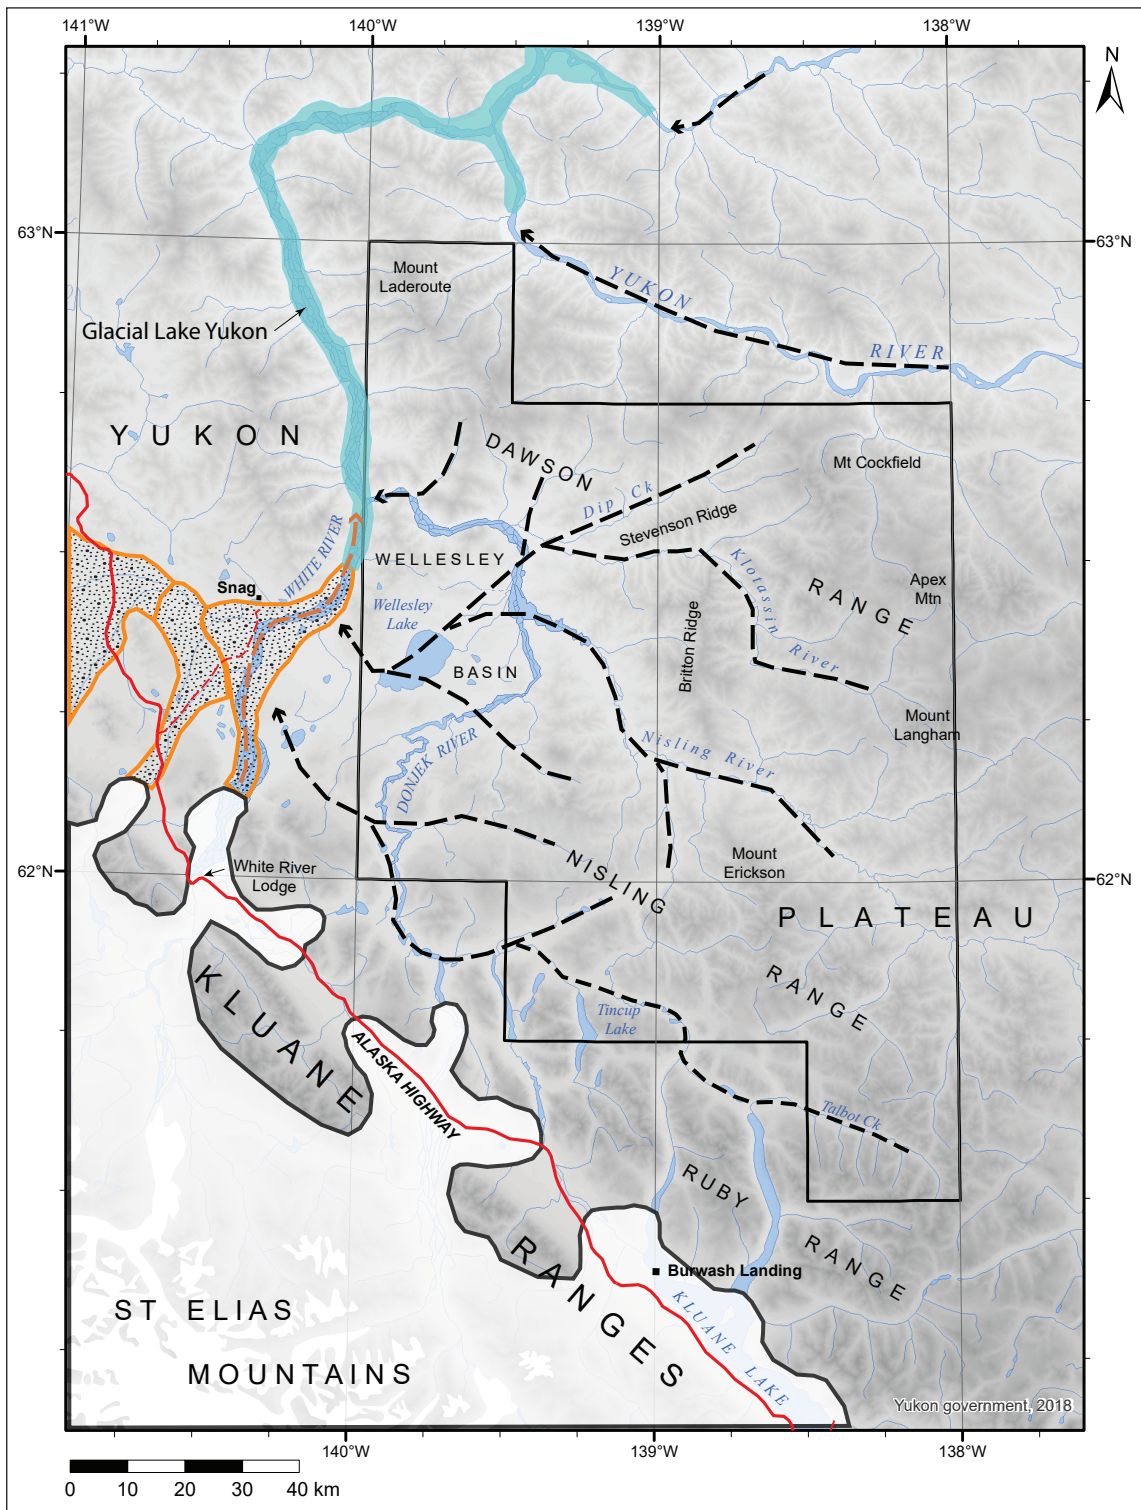 141°W
140°W
139°W
138°W
N
63°N
63°N
Mount
Laderoute
YUKON
RIVER
Glacial Lake Yukon
YUKON
DAWSON
Mt Cockfield
Dip Ck
Stevenson Ridge
WHITE RIVER
WELLESLEY
Klotassin
River
Snag
RANGE
Apex
Mtn
Wellesley
Lake
BASIN
Britton Ridge
Mount
Langham
Nisling River
DONJEK RIVER
62°N
62°N
White River
Lodge
NISLING
Mount
Erickson
PLATEAU
KLUANE
RANGE
Tincup
Lake
ALASKA HIGHWAY
Talbot Ck
RUBY
RANGE
RANGES
Burwash Landing
KLUANE LAKE
ST ELIAS
MOUNTAINS
Yukon government, 2018
140°W
139°W
138°W
0 10 20 30 40 km